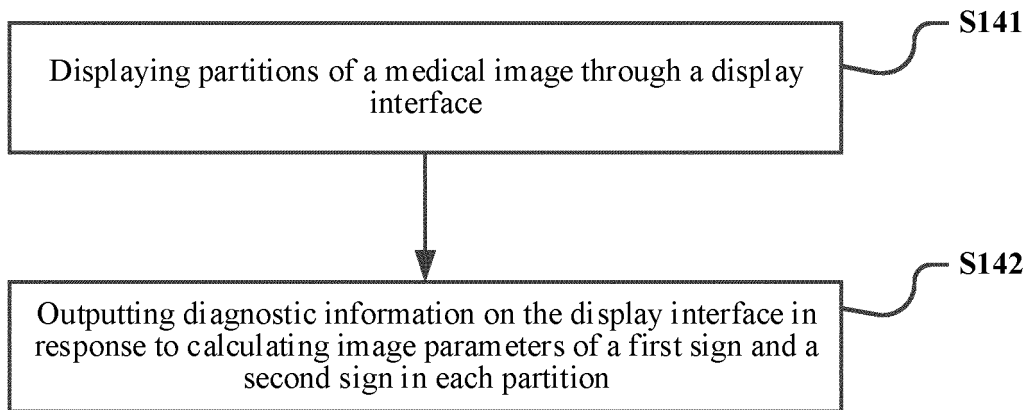 S141
Displaying partitions of a medical image through a display
interface
S142
Outputting diagnostic information on the display interface in
response to calculating image parameters of a first sign and a
second sign in each partition